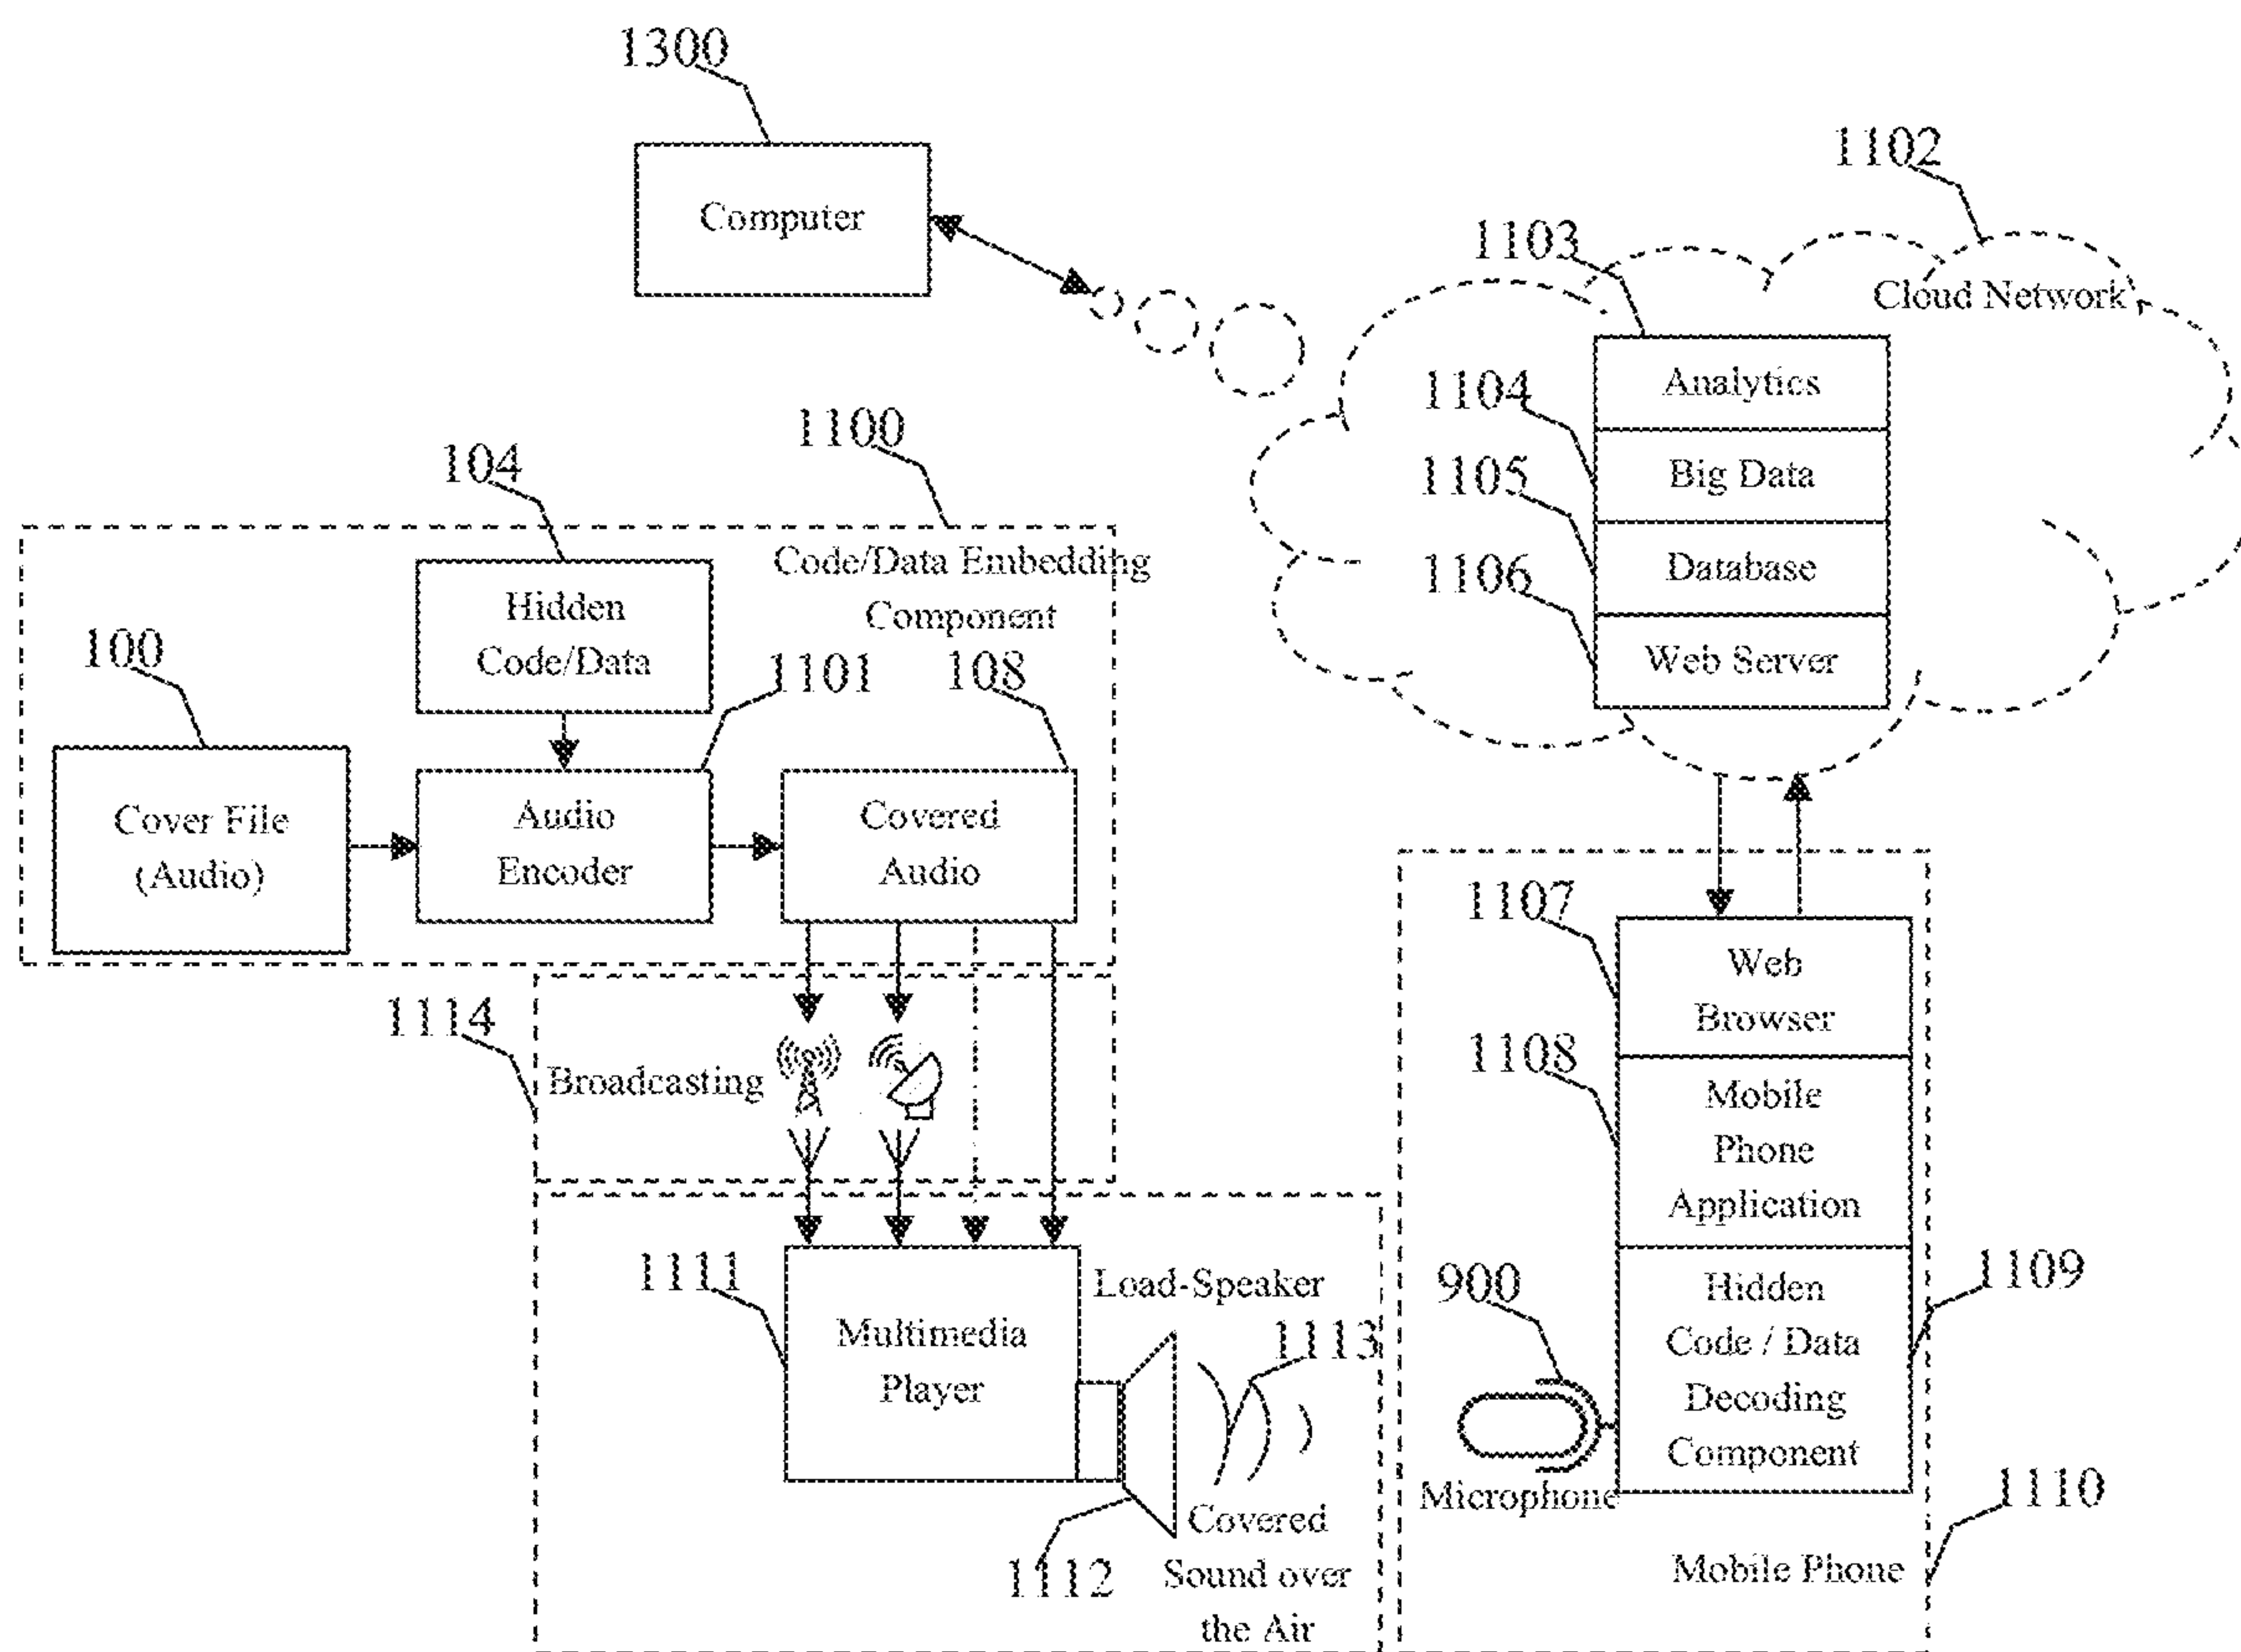 1300
Computer
1102
Cloud Network
1103
Analytics
1104
Big Data
1105
Database
1106
Web Server
1100
Code/Data Embedding
Component
104
Hidden
Code/Data
100
Cover File
(Audio)
1101
Audio
Encoder
108
Covered
Audio
1114
Broadcasting
1111
Multimedia
Player
Load-Speaker
1113
1112
Covered
Sound over
the Air
1107
Web
Browser
1108
Mobile
Phone
Application
1109
Hidden
Code / Data
Decoding
Component
900
Microphone
1110
Mobile Phone